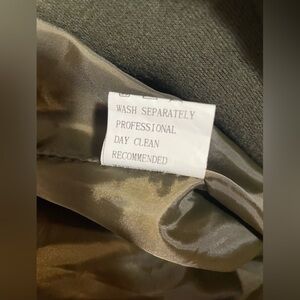 WASH SEPARATELY
PROFESSIONAL
DAY CLEAN
RECOMMENDED